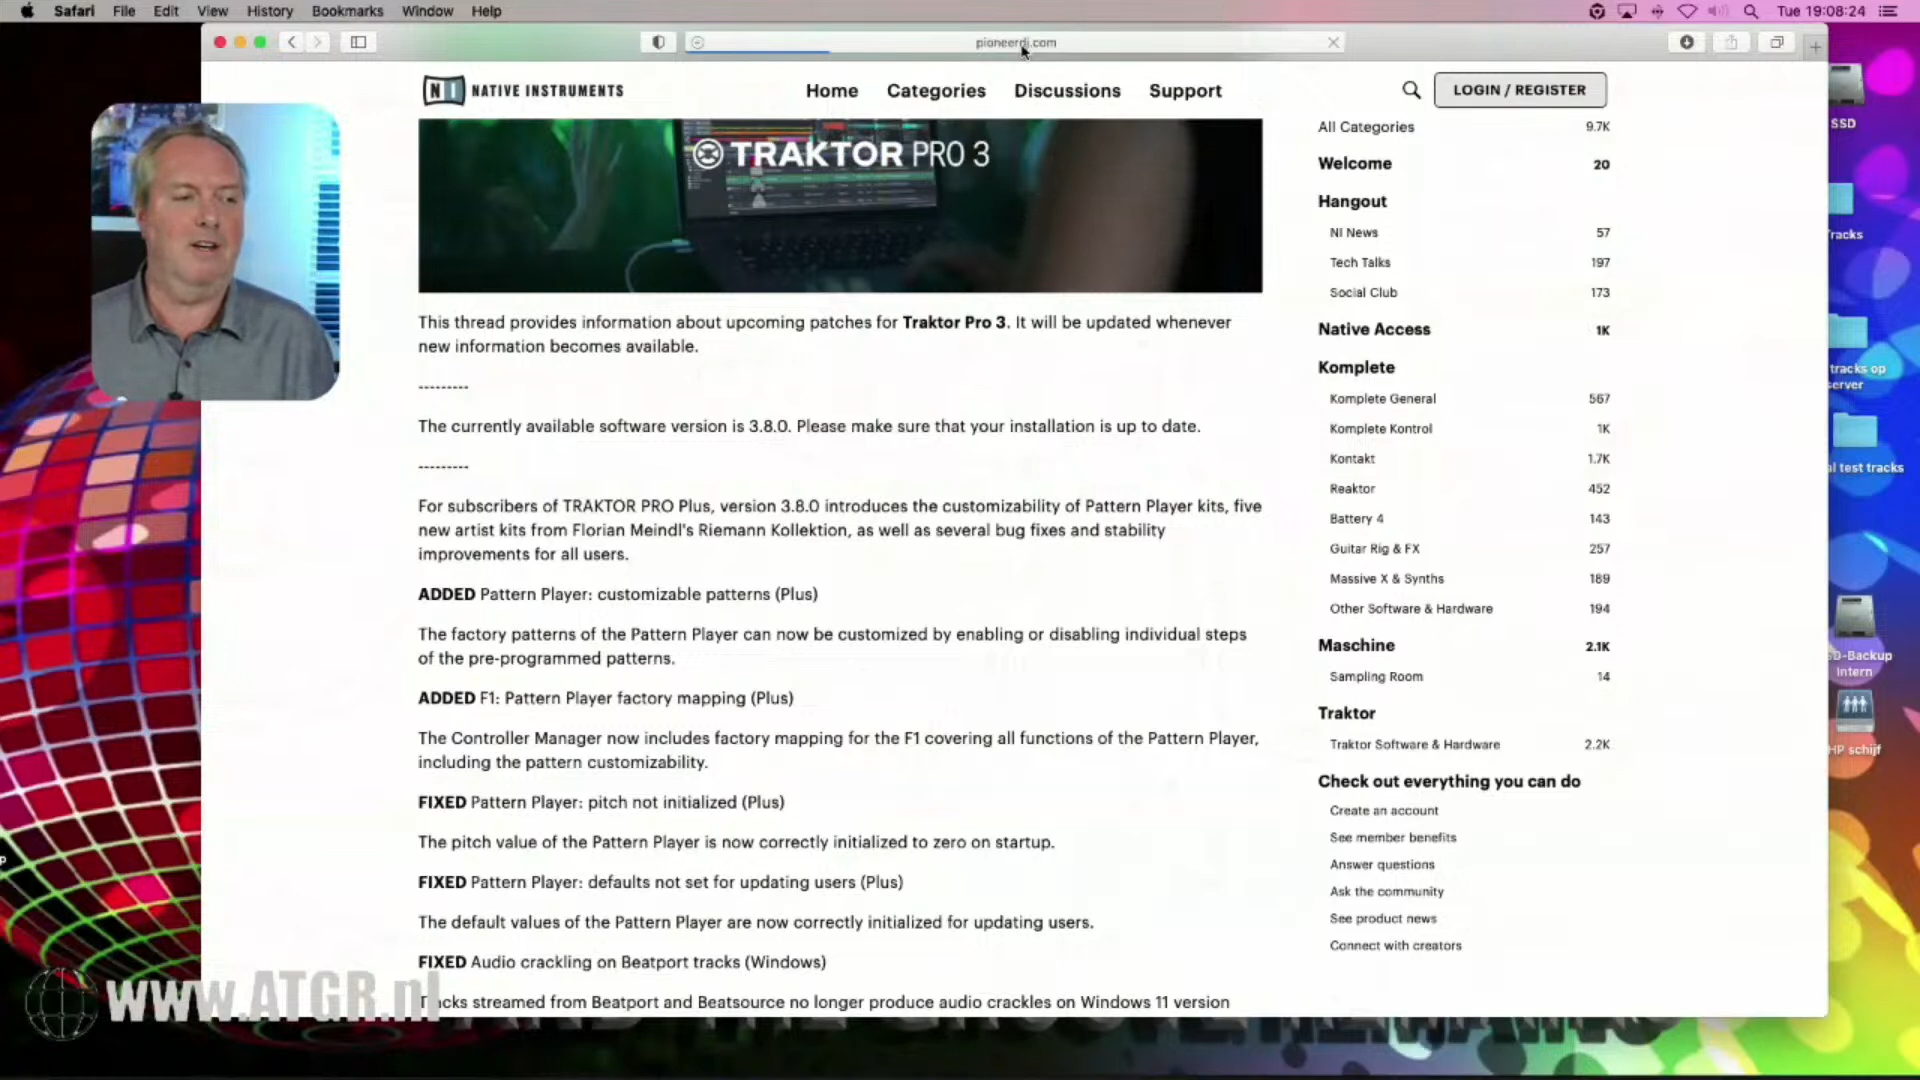 Safari File Edit View History Bookmarks Window Help
Tue 19:08:24
pioneerdj.com
NI NATIVE INSTRUMENTS
Home Categories Discussions Support
LOGIN / REGISTER
TRAKTOR PRO 3
This thread provides information about upcoming patches for Traktor Pro 3. It will be updated whenever
new information becomes available.
---------
The currently available software version is 3.8.0. Please make sure that your installation is up to date.
---------
For subscribers of TRAKTOR PRO Plus, version 3.8.0 introduces the customizability of Pattern Player kits, five
new artist kits from Florian Meindl's Riemann Kollektion, as well as several bug fixes and stability
improvements for all users.
ADDED Pattern Player: customizable patterns (Plus)
The factory patterns of the Pattern Player can now be customized by enabling or disabling individual steps
of the pre-programmed patterns.
ADDED F1: Pattern Player factory mapping (Plus)
The Controller Manager now includes factory mapping for the F1 covering all functions of the Pattern Player,
including the pattern customizability.
FIXED Pattern Player: pitch not initialized (Plus)
The pitch value of the Pattern Player is now correctly initialized to zero on startup.
FIXED Pattern Player: defaults not set for updating users (Plus)
The default values of the Pattern Player are now correctly initialized for updating users.
FIXED Audio crackling on Beatport tracks (Windows)
Tracks streamed from Beatport and Beatsource no longer produce audio crackles on Windows 11 version
All Categories 9.7K
Welcome 20
Hangout
NI News 57
Tech Talks 197
Social Club 173
Native Access 1K
Komplete
Komplete General 567
Komplete Kontrol 1K
Kontakt 1.7K
Reaktor 452
Battery 4 143
Guitar Rig & FX 257
Massive X & Synths 189
Other Software & Hardware 194
Maschine 2.1K
Sampling Room 14
Traktor
Traktor Software & Hardware 2.2K
Check out everything you can do
Create an account
See member benefits
Answer questions
Ask the community
See product news
Connect with creators
SSD
Tracks
tracks op
server
al test tracks
SD-Backup
intern
HP schijf
www.ATGR.nl